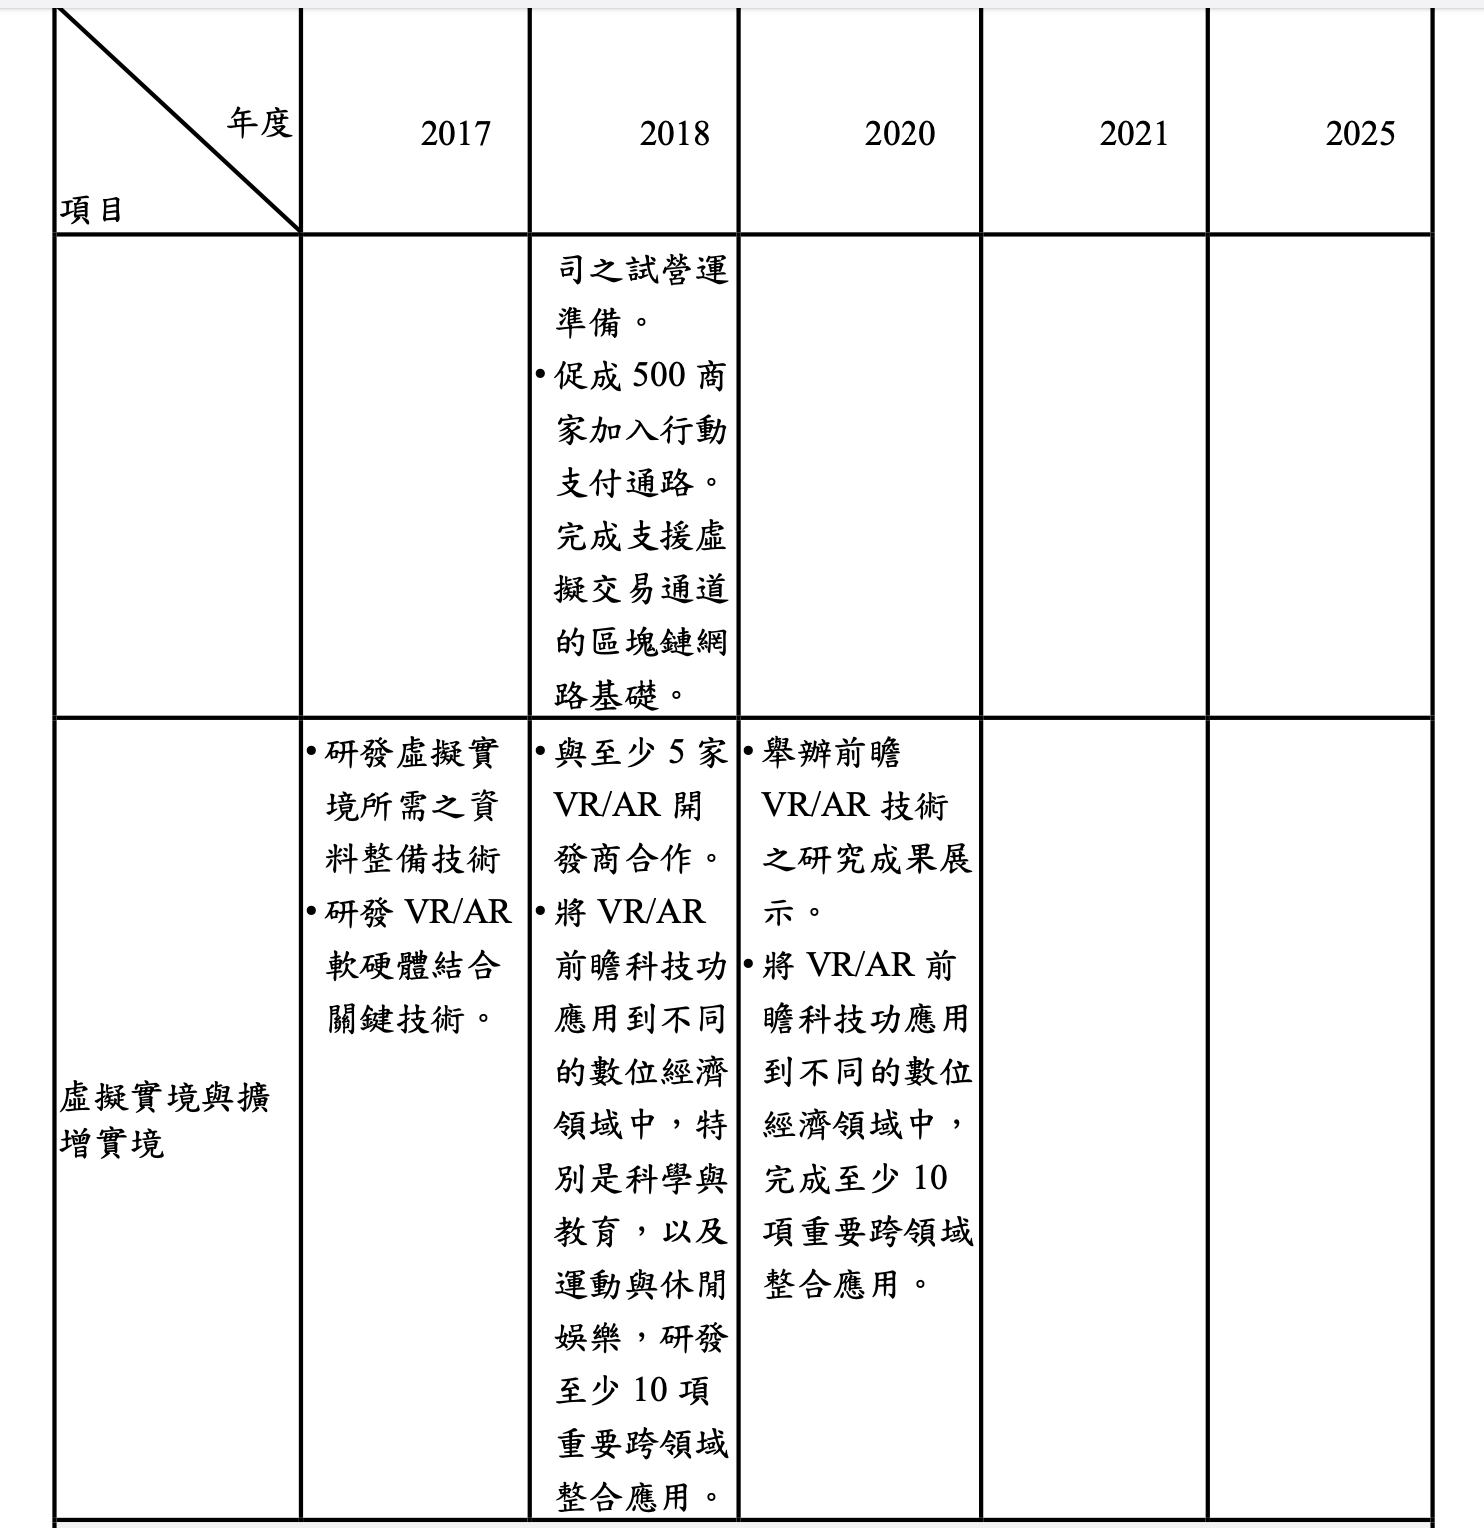 年度
項目
2017
2018
2020
2021
2025
司之試營運
準備。
•促成 500 商
家加入行動
支付通路。
完成支援虛
擬交易通道
的區塊鏈網
路基礎。
虛擬實境與擴
增實境
•研發虛擬實
境所需之資
料整備技術
•研發 VR/AR
軟硬體結合
關鍵技術。
•與至少 5 家
VR/AR 開
發商合作。
•將 VR/AR
前瞻科技功
應用到不同
的數位經濟
領域中，特
別是科學與
教育，以及
運動與休閒
娛樂，研發
至少 10 項
重要跨領域
整合應用。
•舉辦前瞻
VR/AR 技術
之研究成果展
示。
•將 VR/AR 前
瞻科技功應用
到不同的數位
經濟領域中，
完成至少 10
項重要跨領域
整合應用。